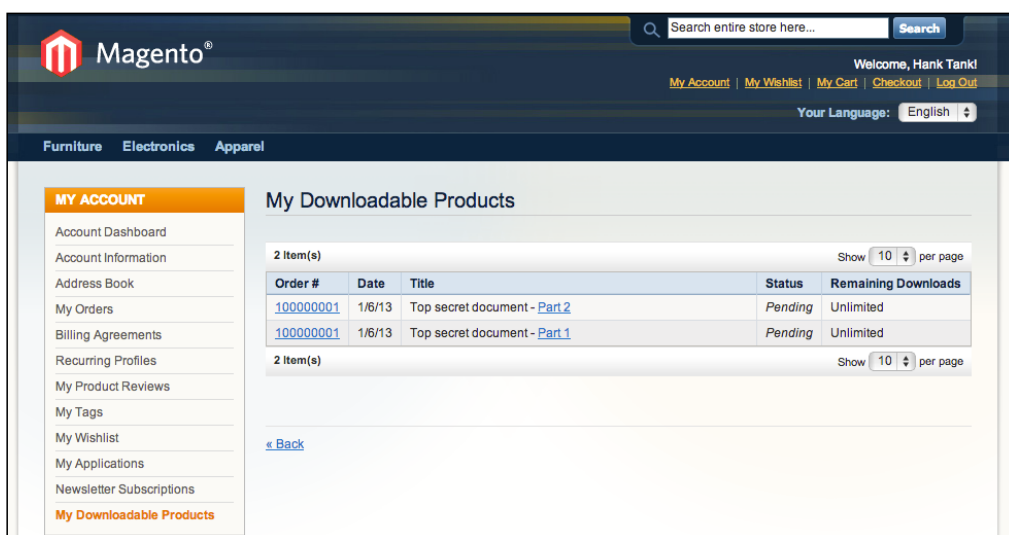 Magento®
Search entire store here...
Search
Welcome, Hank Tank!
My Account | My Wishlist | My Cart | Checkout | Log Out
Your Language: English
Furniture Electronics Apparel
MY ACCOUNT
Account Dashboard
Account Information
Address Book
My Orders
Billing Agreements
Recurring Profiles
My Product Reviews
My Tags
My Wishlist
My Applications
Newsletter Subscriptions
My Downloadable Products
My Downloadable Products
2 Item(s) Show 10 per page
Order # Date Title Status Remaining Downloads
100000001 1/6/13 Top secret document - Part 2 Pending Unlimited
100000001 1/6/13 Top secret document - Part 1 Pending Unlimited
2 Item(s) Show 10 per page
« Back